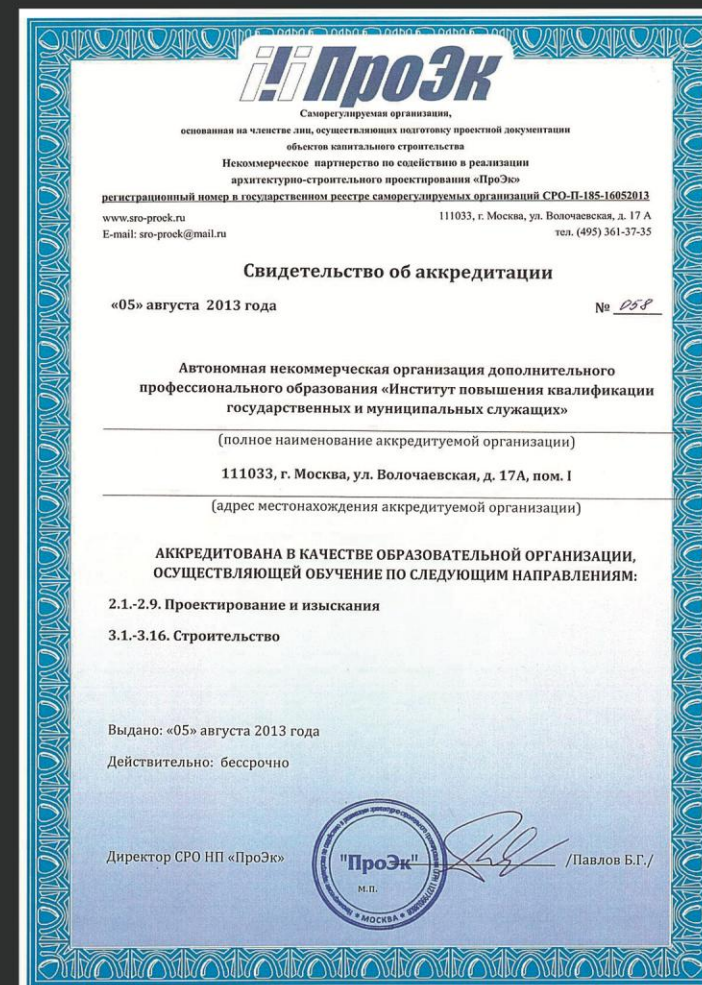 ПроЭк
Саморегулируемая организация,
основанная на членстве лиц, осуществляющих подготовку проектной документации
объектов капитального строительства
Некоммерческое партнерство по содействию в реализации
архитектурно-строительного проектирования «ПроЭк»
регистрационный номер в государственном реестре саморегулируемых организаций СРО-П-185-16052013
www.sro-proek.ru
111033, г. Москва, ул. Волочаевская, д. 17 А
E-mail: sro-proek@mail.ru
тел. (495) 361-37-35
Свидетельство об аккредитации
«05» августа 2013 года
№ 058
Автономная некоммерческая организация дополнительного
профессионального образования «Институт повышения квалификации
государственных и муниципальных служащих»
(полное наименование аккредитуемой организации)
111033, г. Москва, ул. Волочаевская, д. 17А, пом. I
(адрес местонахождения аккредитуемой организации)
АККРЕДИТОВАНА В КАЧЕСТВЕ ОБРАЗОВАТЕЛЬНОЙ ОРГАНИЗАЦИИ,
ОСУЩЕСТВЛЯЮЩЕЙ ОБУЧЕНИЕ ПО СЛЕДУЮЩИМ НАПРАВЛЕНИЯМ:
2.1.-2.9. Проектирование и изыскания
3.1.-3.16. Строительство
Выдано: «05» августа 2013 года
Действительно: бессрочно
Директор СРО НП «ПроЭк»
"ПроЭк"
м.п.
МОСКВА
/Павлов Б.Г./